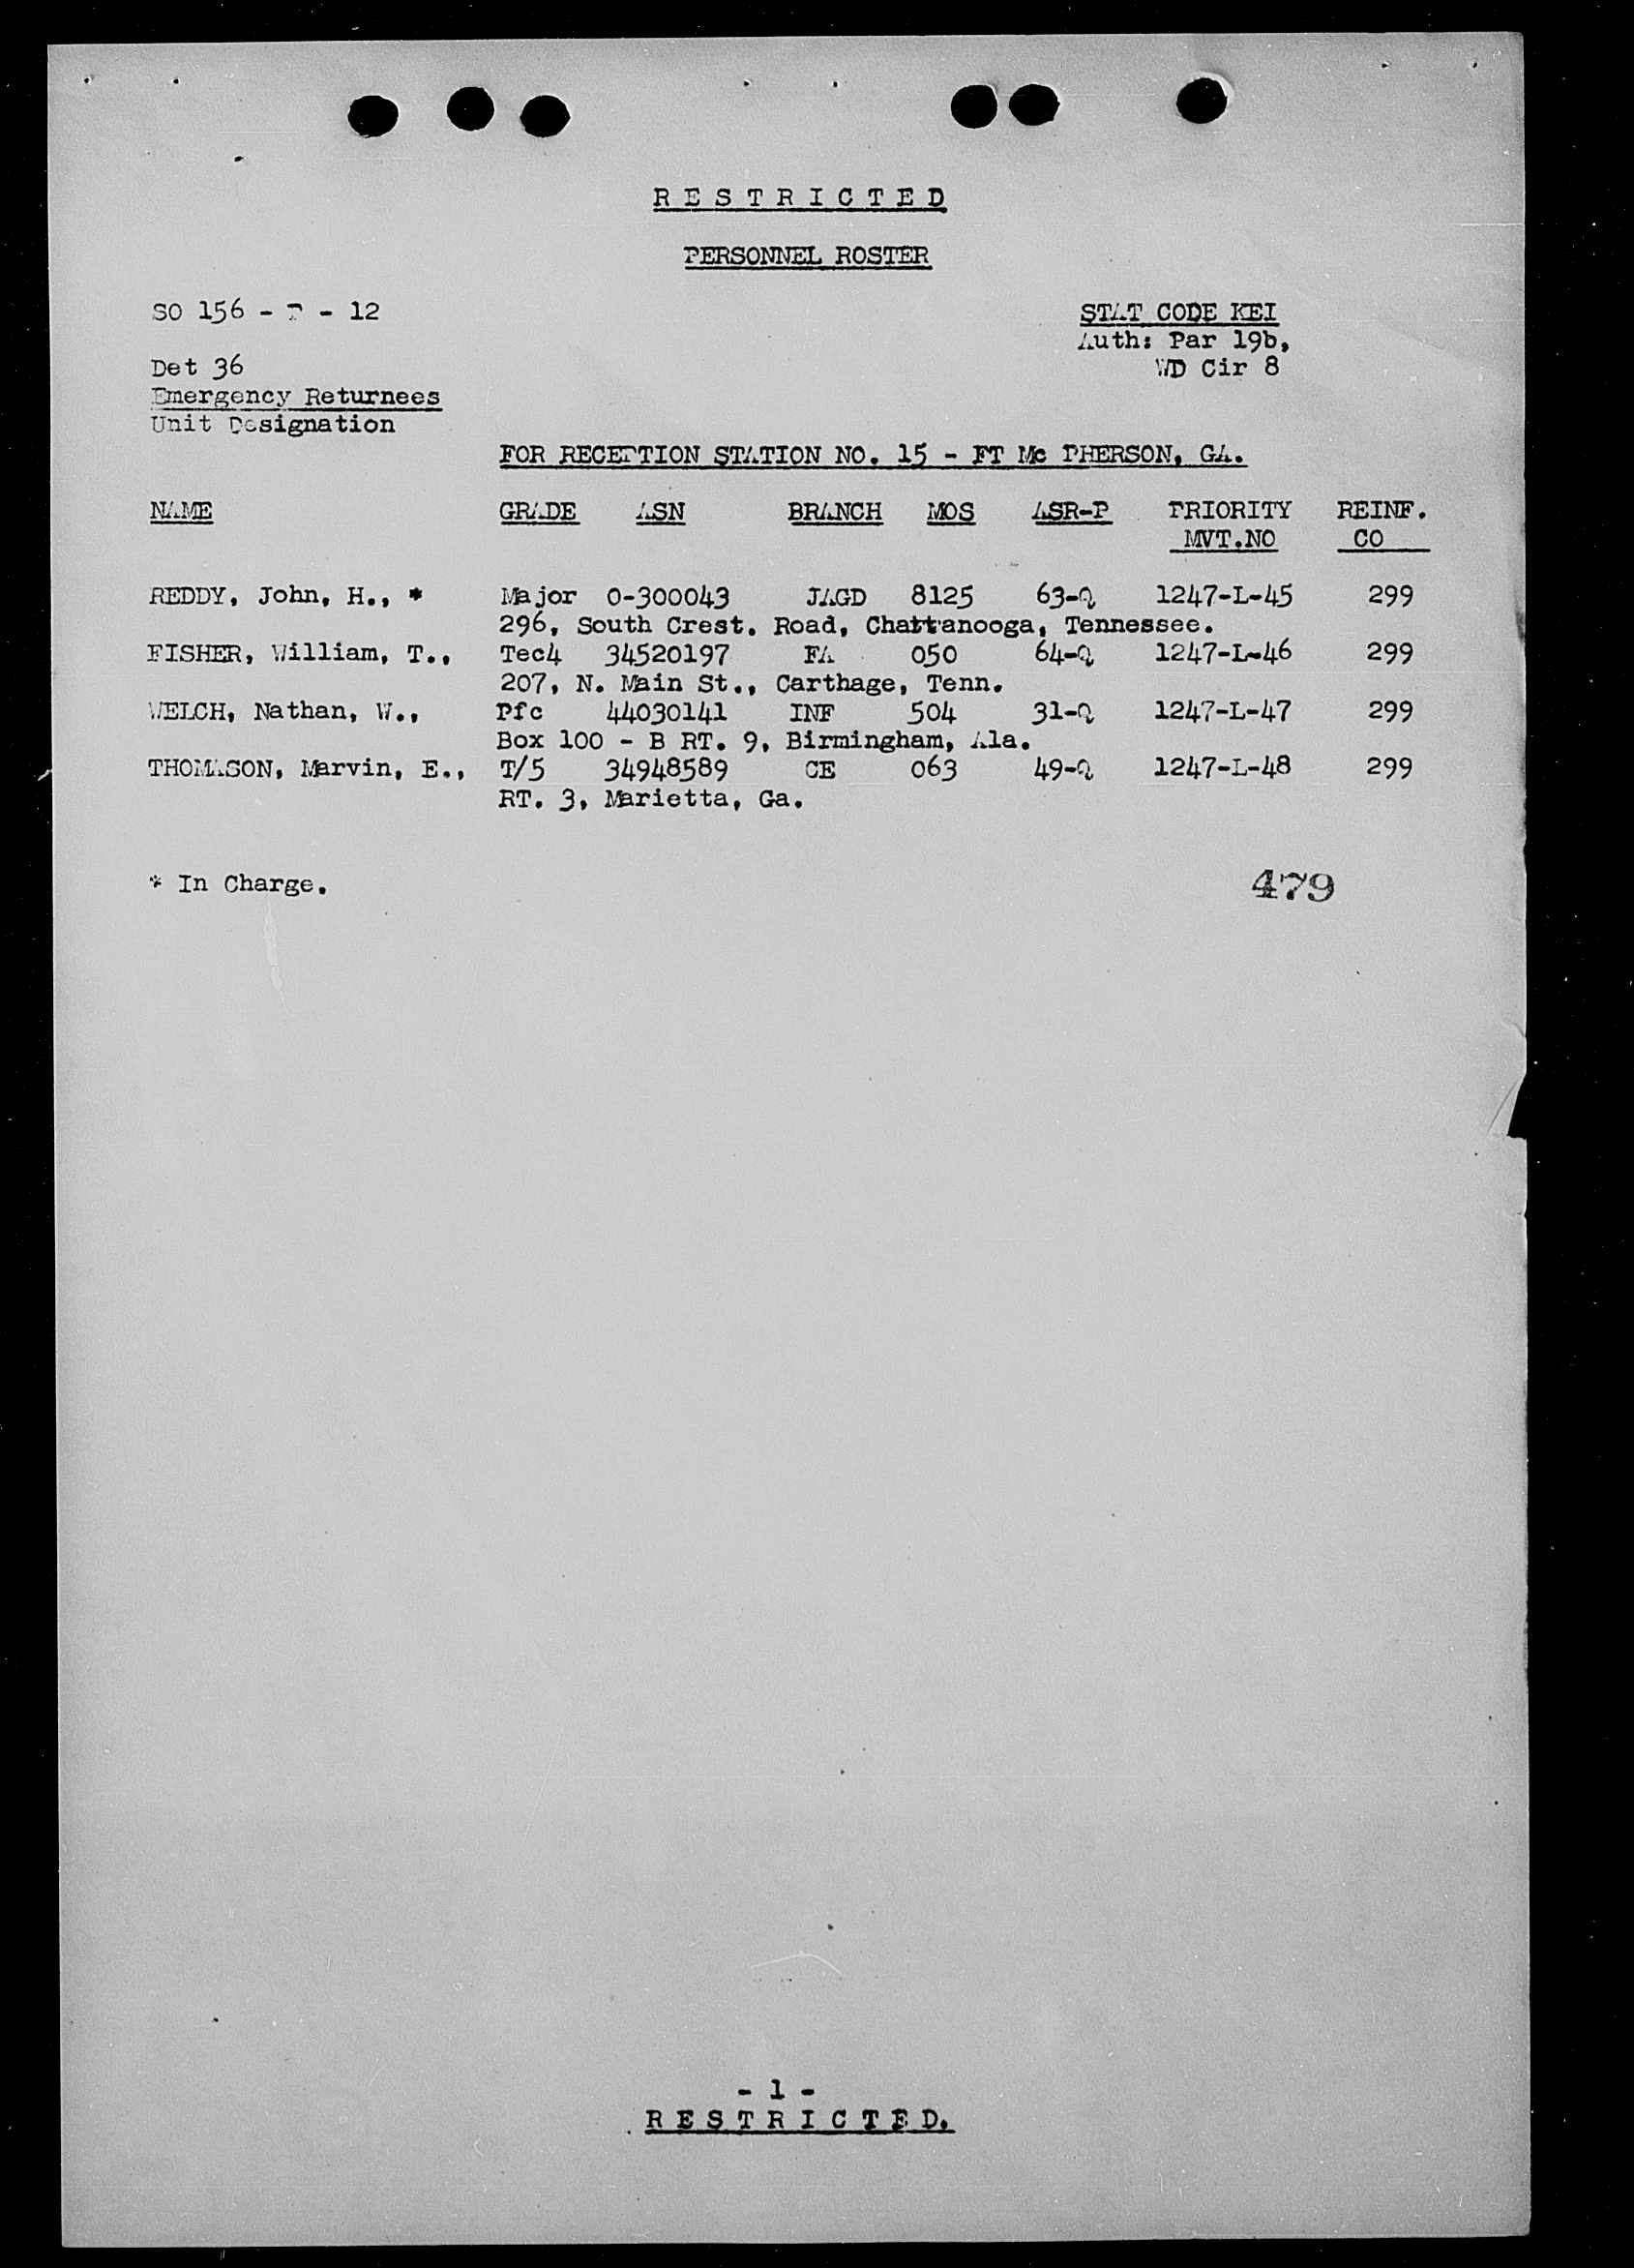 R E S T R I C T E D
PERSONNEL ROSTER
SO 156 - - 12
STAT CODE KEI
Auth: Par 19b,
WD Cir 8
Det 36
Emergency Returnees
Unit Designation
FOR RECEPTION STATION NO. 15 - FT Mc PHERSON, GA.
NAME GRADE ASN BRANCH MOS ASR-P PRIORITY REINF.
MVT.NO CO
REDDY, John, H., * Major 0-300043 JAGD 8125 63-Q 1247-L-45 299
296, South Crest. Road, Chattanooga, Tennessee.
FISHER, William, T., Tec4 34520197 FA 050 64-Q 1247-L-46 299
207, N. Main St., Carthage, Tenn.
WELCH, Nathan, W., Pfc 44030141 INF 504 31-Q 1247-L-47 299
Box 100 - B RT. 9, Birmingham, Ala.
THOMASON, Marvin, E., T/5 34948589 CE 063 49-Q 1247-L-48 299
RT. 3, Marietta, Ga.
* In Charge.
479
- 1 -
R E S T R I C T E D.